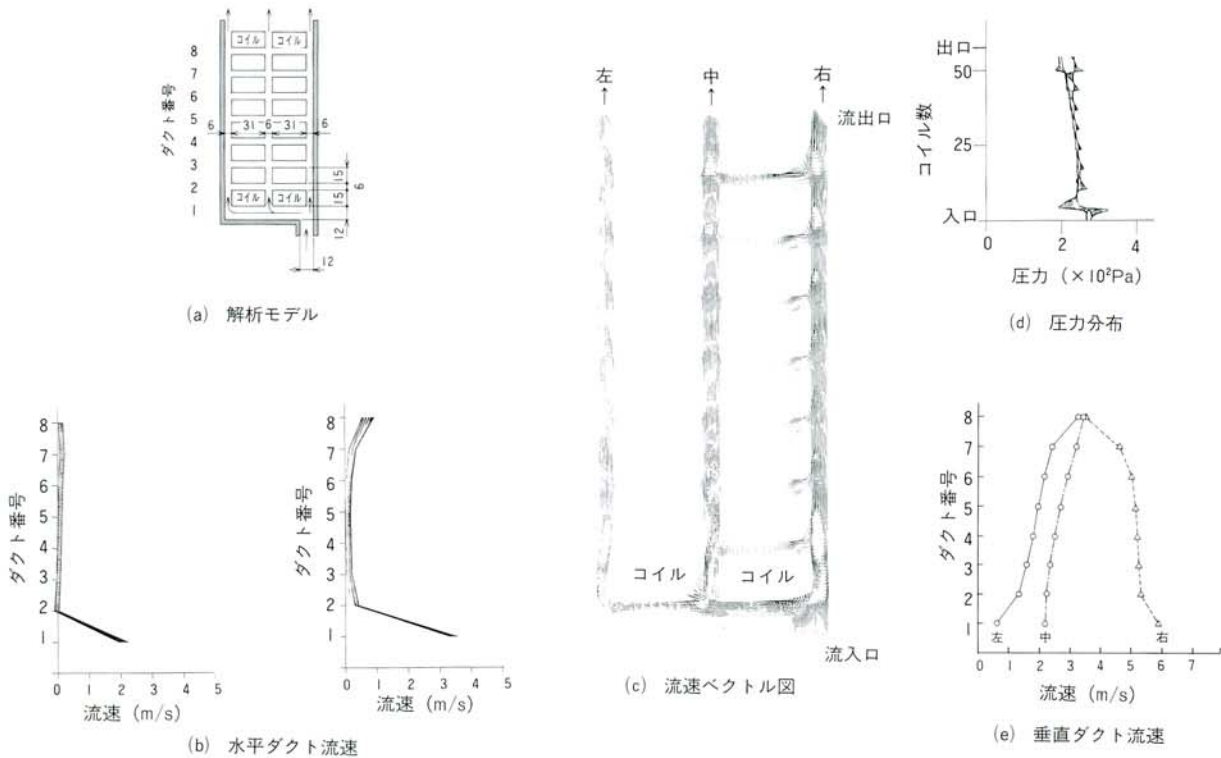 コイル コイル
8
7
6
5
4
3
2
1
ダクト番号
6 31 6 31 6
15
6
15
12
12
コイル コイル
(a) 解析モデル
8
7
6
5
4
3
2
1
ダクト番号
0 1 2 3 4 5
流速 (m/s)
8
7
6
5
4
3
2
1
ダクト番号
0 1 2 3 4 5
流速 (m/s)
(b) 水平ダクト流速
左 中 右
流出口
コイル コイル
流入口
(c) 流速ベクトル図
出口
50
25
入口
コイル数
0 2 4
圧力 (×10²Pa)
(d) 圧力分布
8
7
6
5
4
3
2
1
ダクト番号
左 中 右
0 1 2 3 4 5 6 7
流速 (m/s)
(e) 垂直ダクト流速